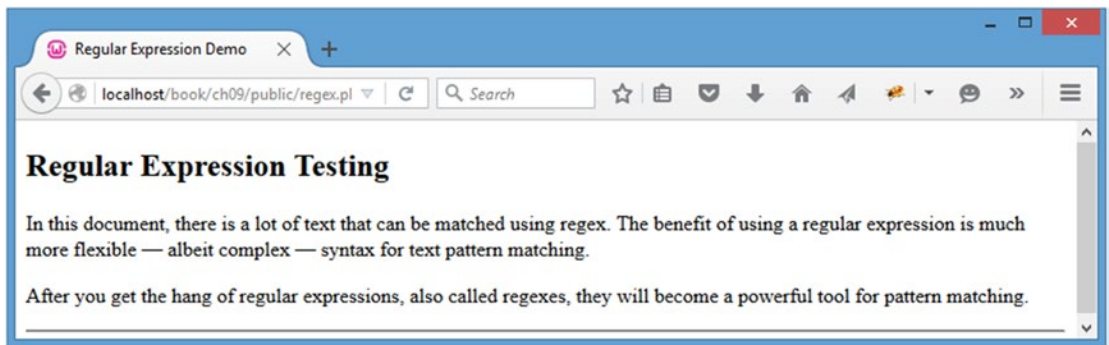 Regular Expression Demo
localhost/book/ch09/public/regex.pl
Search
Regular Expression Testing
In this document, there is a lot of text that can be matched using regex. The benefit of using a regular expression is much
more flexible — albeit complex — syntax for text pattern matching.
After you get the hang of regular expressions, also called regexes, they will become a powerful tool for pattern matching.